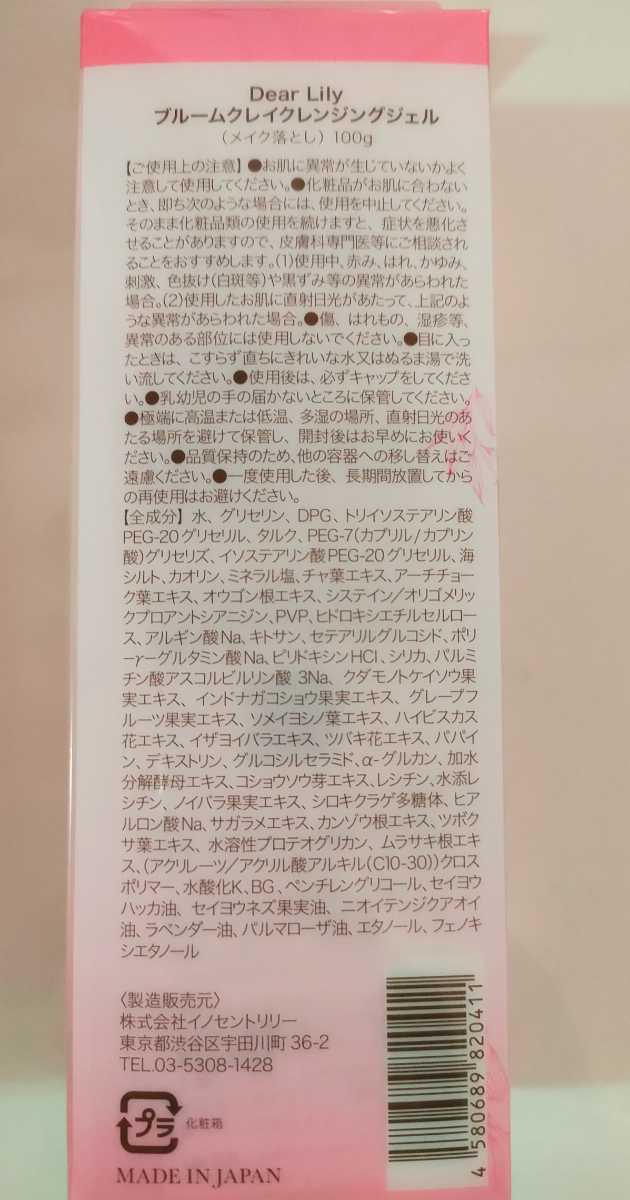 Dear Lily
ブルームクレイクレンジングジェル
（メイク落とし） 100g
【ご使用上の注意】●お肌に異常が生じていないかよく
注意して使用してください。●化粧品がお肌に合わない
とき、即ち次のような場合には、使用を中止してください。
そのまま化粧品類の使用を続けますと、症状を悪化さ
せることがありますので、皮膚科専門医等にご相談され
ることをおすすめします。(1)使用中、赤み、はれ、かゆみ、
刺激、色抜け(白斑等)や黒ずみ等の異常があらわれた
場合。(2)使用したお肌に直射日光があたって、上記のよ
うな異常があらわれた場合。●傷、はれもの、湿疹等、
異常のある部位には使用しないでください。●目に入っ
たときは、こすらず直ちにきれいな水又はぬるま湯で洗
い流してください。●使用後は、必ずキャップをしてくださ
い。●乳幼児の手の届かないところに保管してください。
●極端に高温または低温、多湿の場所、直射日光のあ
たる場所を避けて保管し、開封後はお早めにお使いく
ださい。●品質保持のため、他の容器への移し替えはご
遠慮ください。●一度使用した後、長期間放置してから
の再使用はお避けください。
【全成分】水、グリセリン、DPG、トリイソステアリン酸
PEG-20グリセリル、タルク、PEG-7(カプリル/カプリン
酸)グリセリズ、イソステアリン酸PEG-20グリセリル、海
シルト、カオリン、ミネラル塩、チャ葉エキス、アーチチョー
ク葉エキス、オウゴン根エキス、システイン/オリゴメリッ
クプロアントシアニジン、PVP、ヒドロキシエチルセルロー
ス、アルギン酸Na、キトサン、セテアリルグルコシド、ポリ
-γ-グルタミン酸Na、ピリドキシンHCl、シリカ、パルミ
チン酸アスコルビルリン酸 3Na、クダモノトケイソウ果
実エキス、インドナガコショウ果実エキス、グレープフ
ルーツ果実エキス、ソメイヨシノ葉エキス、ハイビスカス
花エキス、イザヨイバラエキス、ツバキ花エキス、パパイ
ン、デキストリン、グルコシルセラミド、α-グルカン、加水
分解酵母エキス、コショウソウ芽エキス、レシチン、水添レ
シチン、ノイバラ果実エキス、シロキクラゲ多糖体、ヒア
ルロン酸Na、サガラメエキス、カンゾウ根エキス、ツボク
サ葉エキス、水溶性プロテオグリカン、ムラサキ根エキ
ス、(アクリレーツ/アクリル酸アルキル(C10-30))クロス
ポリマー、水酸化K、BG、ペンチレングリコール、セイヨウ
ハッカ油、セイヨウネズ果実油、ニオイテンジクアオイ
油、ラベンダー油、パルマローザ油、エタノール、フェノキ
シエタノール
〈製造販売元〉
株式会社イノセントリリー
東京都渋谷区宇田川町36-2
TEL.03-5308-1428
プラ 化粧箱
MADE IN JAPAN
4 580689 820411